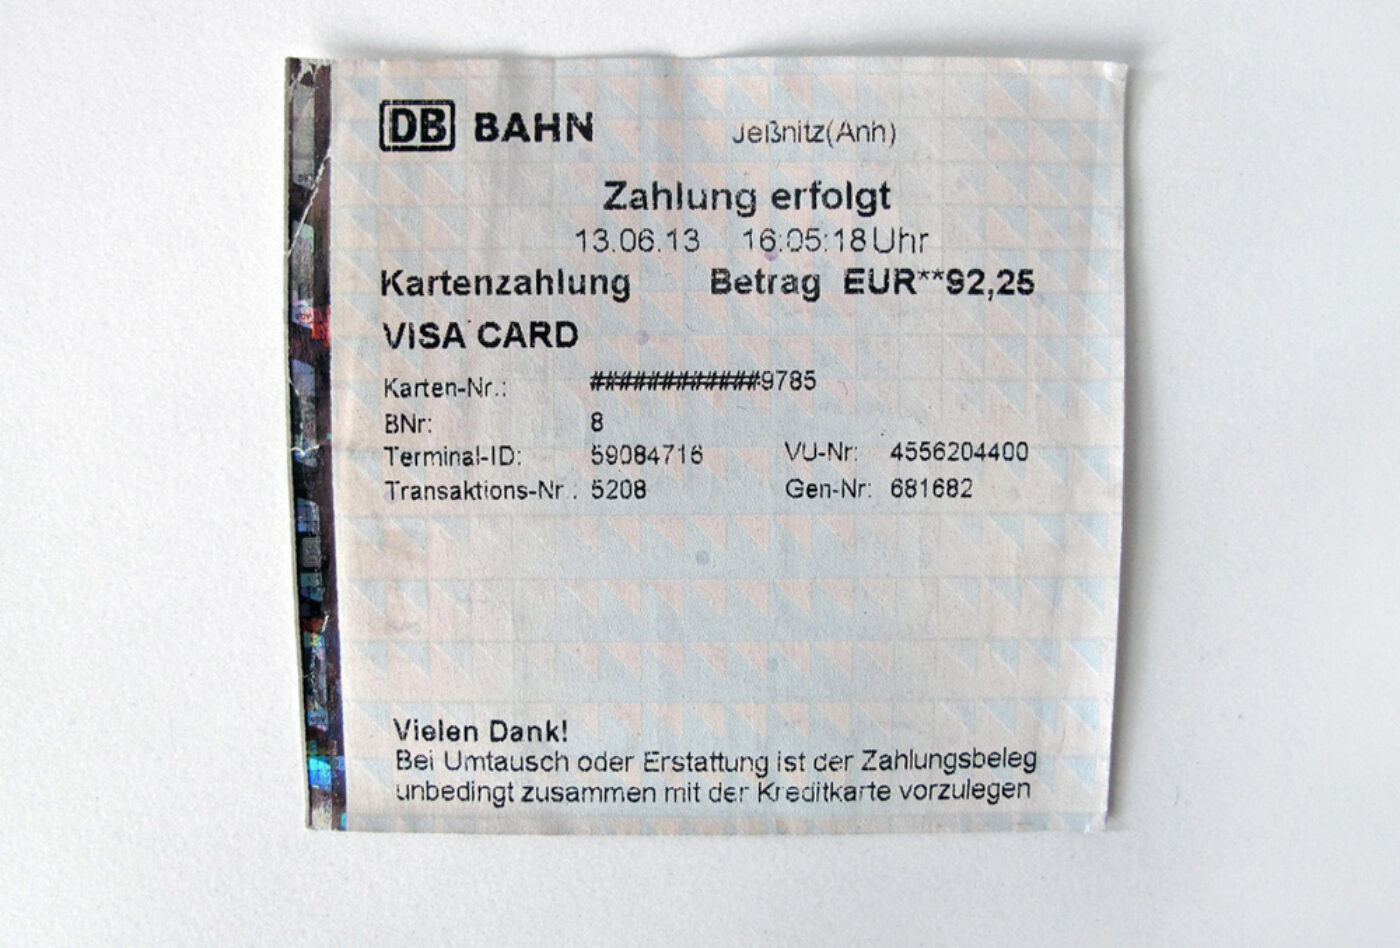 DB BAHN Jeßnitz(Anh)
Zahlung erfolgt
13.06.13 16:05:18 Uhr
Kartenzahlung Betrag EUR**92,25
VISA CARD
Karten-Nr.: ############9785
BNr: 8
Terminal-ID: 59084716 VU-Nr: 4556204400
Transaktions-Nr.: 5208 Gen-Nr: 681682
Vielen Dank!
Bei Umtausch oder Erstattung ist der Zahlungsbeleg
unbedingt zusammen mit der Kreditkarte vorzulegen